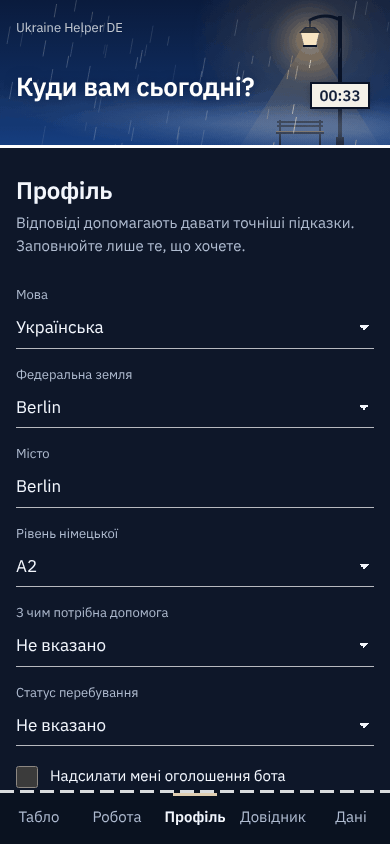 Ukraine Helper DE
Куди вам сьогодні?
00:33
Профіль
Відповіді допомагають давати точніші підказки.
Заповнюйте лише те, що хочете.
Мова
Українська
Федеральна земля
Berlin
Місто
Berlin
Рівень німецької
A2
З чим потрібна допомога
Не вказано
Статус перебування
Не вказано
Надсилати мені оголошення бота
Табло Робота Профіль Довідник Дані